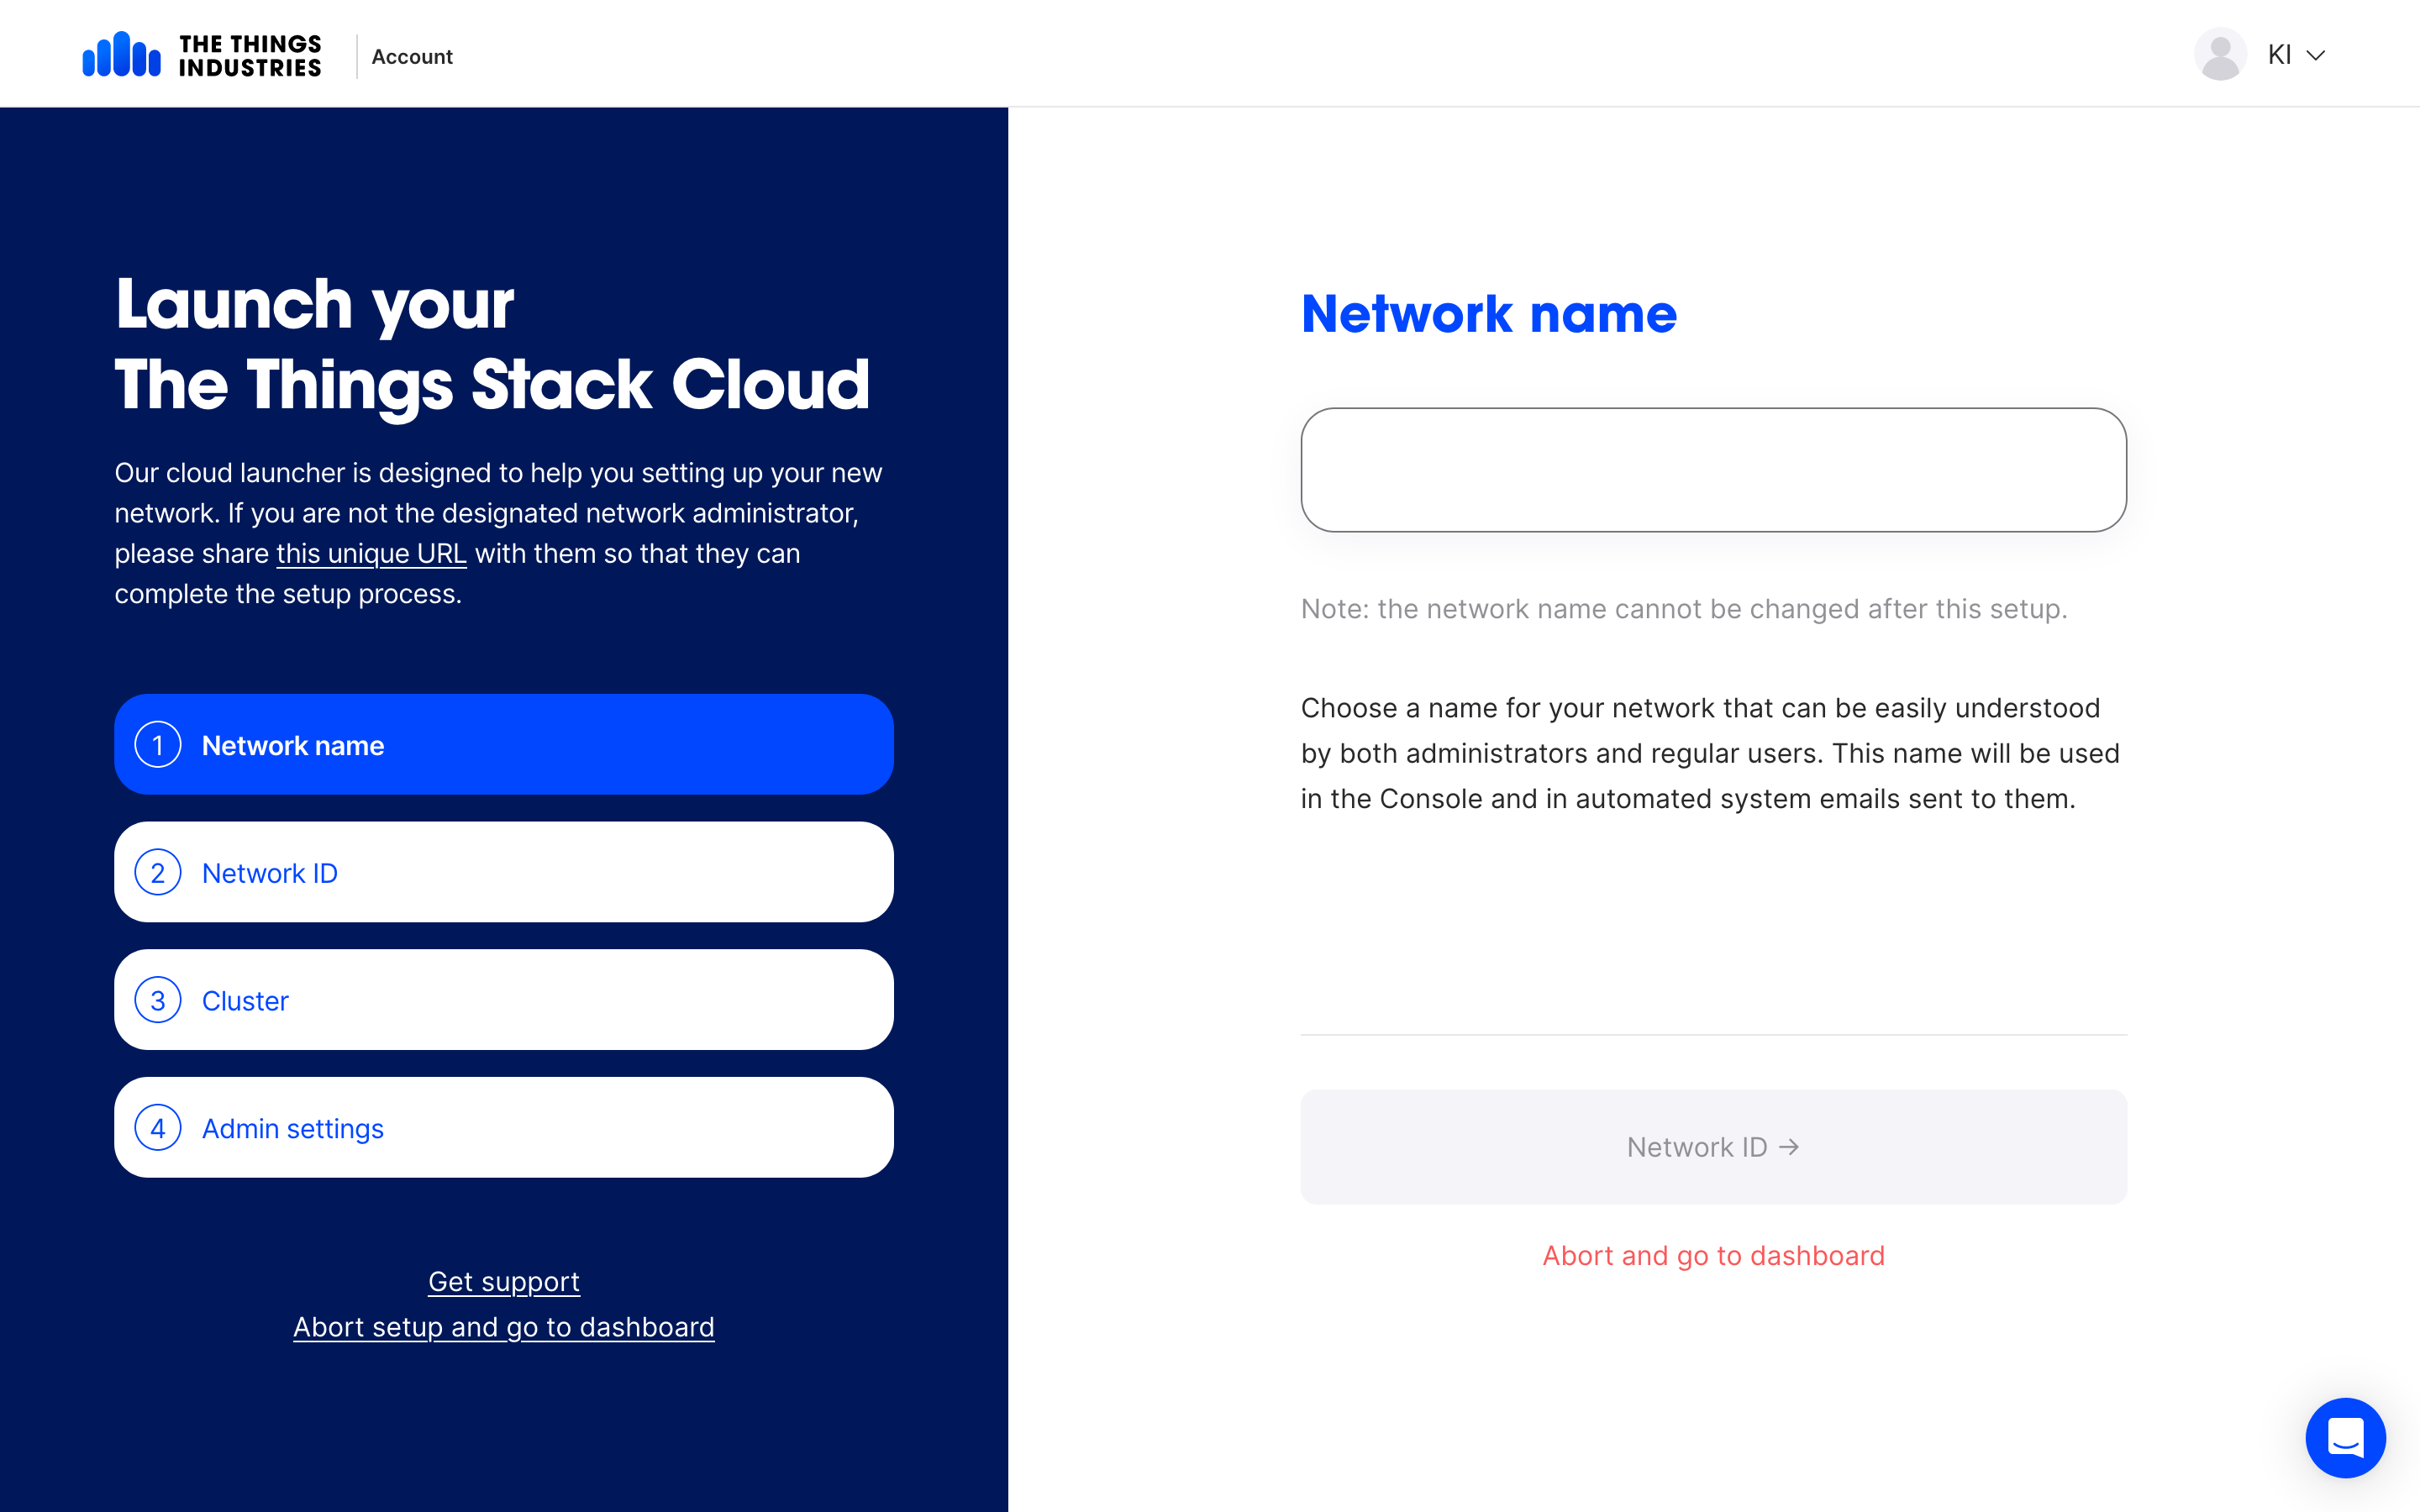 THE THINGS
INDUSTRIES
Account
KI
Launch your
The Things Stack Cloud
Our cloud launcher is designed to help you setting up your new
network. If you are not the designated network administrator,
please share this unique URL with them so that they can
complete the setup process.
1 Network name
2 Network ID
3 Cluster
4 Admin settings
Get support
Abort setup and go to dashboard
Network name
Note: the network name cannot be changed after this setup.
Choose a name for your network that can be easily understood
by both administrators and regular users. This name will be used
in the Console and in automated system emails sent to them.
Network ID →
Abort and go to dashboard